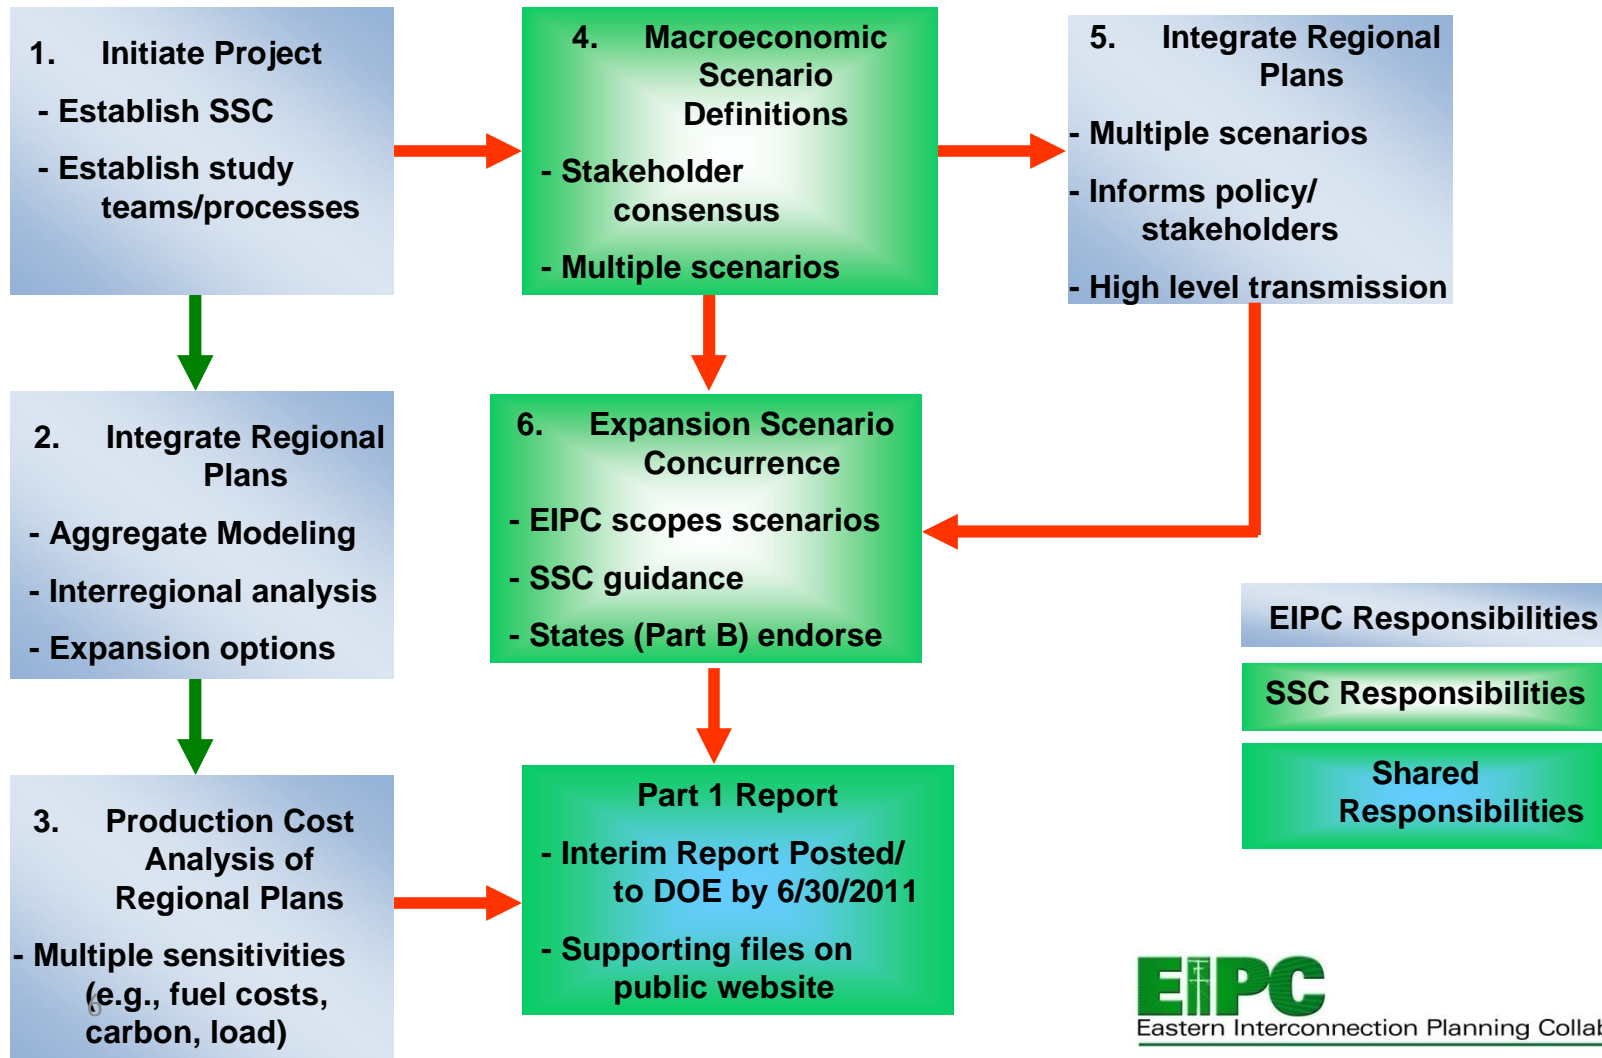 1. Initiate Project
- Establish SSC
- Establish study
teams/processes
4. Macroeconomic
Scenario
Definitions
- Stakeholder
consensus
- Multiple scenarios
5. Integrate Regional
Plans
- Multiple scenarios
- Informs policy/
stakeholders
- High level transmission
2. Integrate Regional
Plans
- Aggregate Modeling
- Interregional analysis
- Expansion options
6. Expansion Scenario
Concurrence
- EIPC scopes scenarios
- SSC guidance
- States (Part B) endorse
3. Production Cost
Analysis of
Regional Plans
- Multiple sensitivities
(e.g., fuel costs,
carbon, load)
6
Part 1 Report
- Interim Report Posted/
to DOE by 6/30/2011
- Supporting files on
public website
EIPC Responsibilities
SSC Responsibilities
Shared
Responsibilities
EIPC
Eastern Interconnection Planning Collab